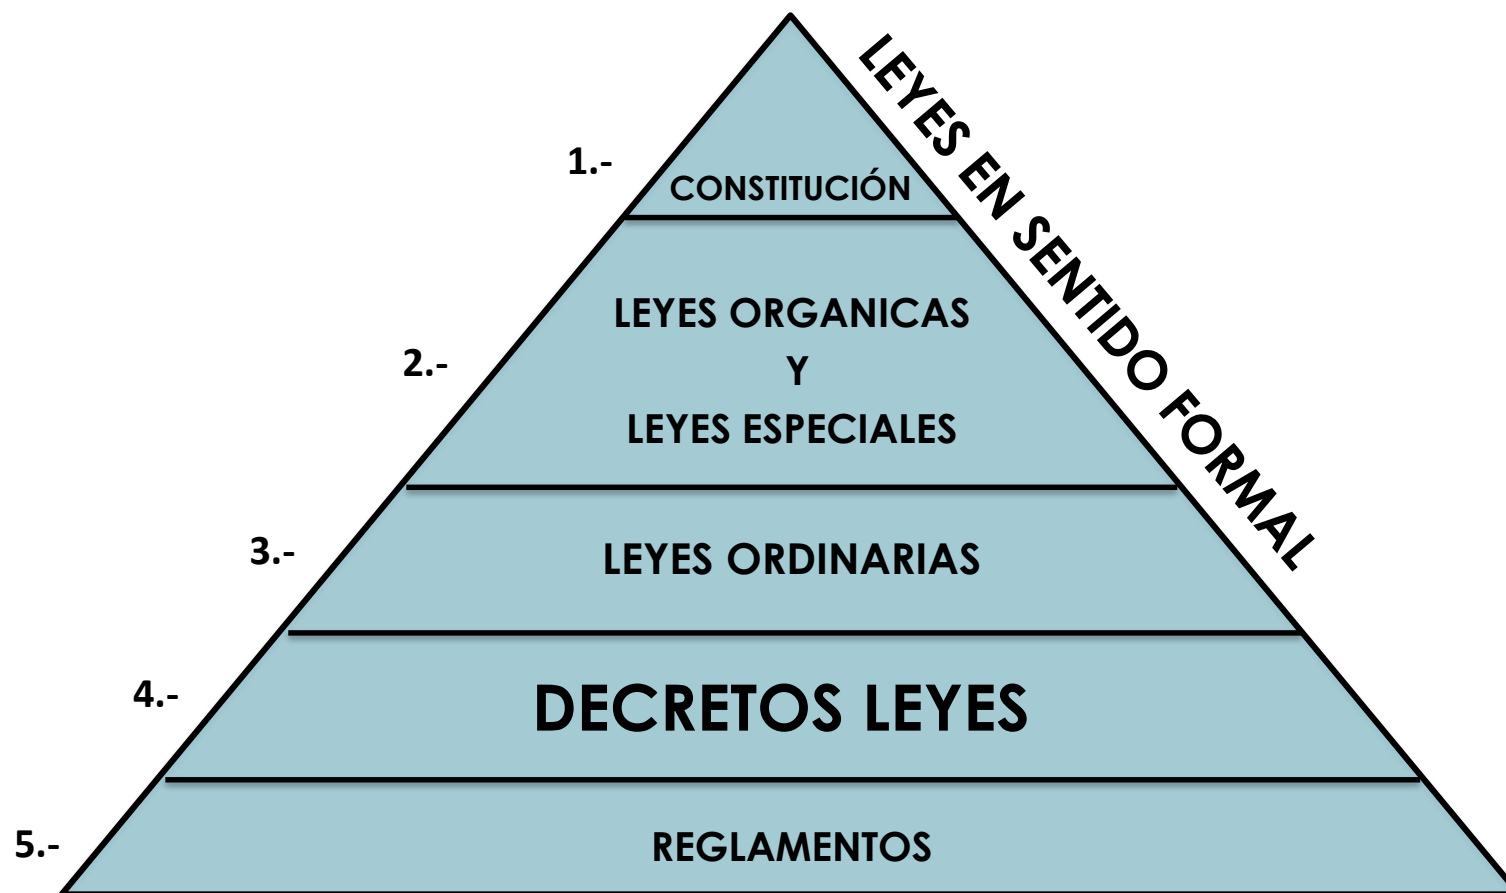 LEYES EN SENTIDO FORMAL
1.-
CONSTITUCIÓN
2.-
LEYES ORGANICAS
Y
LEYES ESPECIALES
3.-
LEYES ORDINARIAS
4.-
DECRETOS LEYES
5.-
REGLAMENTOS